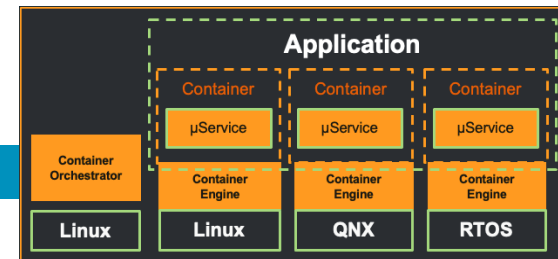 Application
Container Container Container
µService µService µService
Container
Orchestrator
Container Container Container
Engine Engine Engine
Linux Linux QNX RTOS